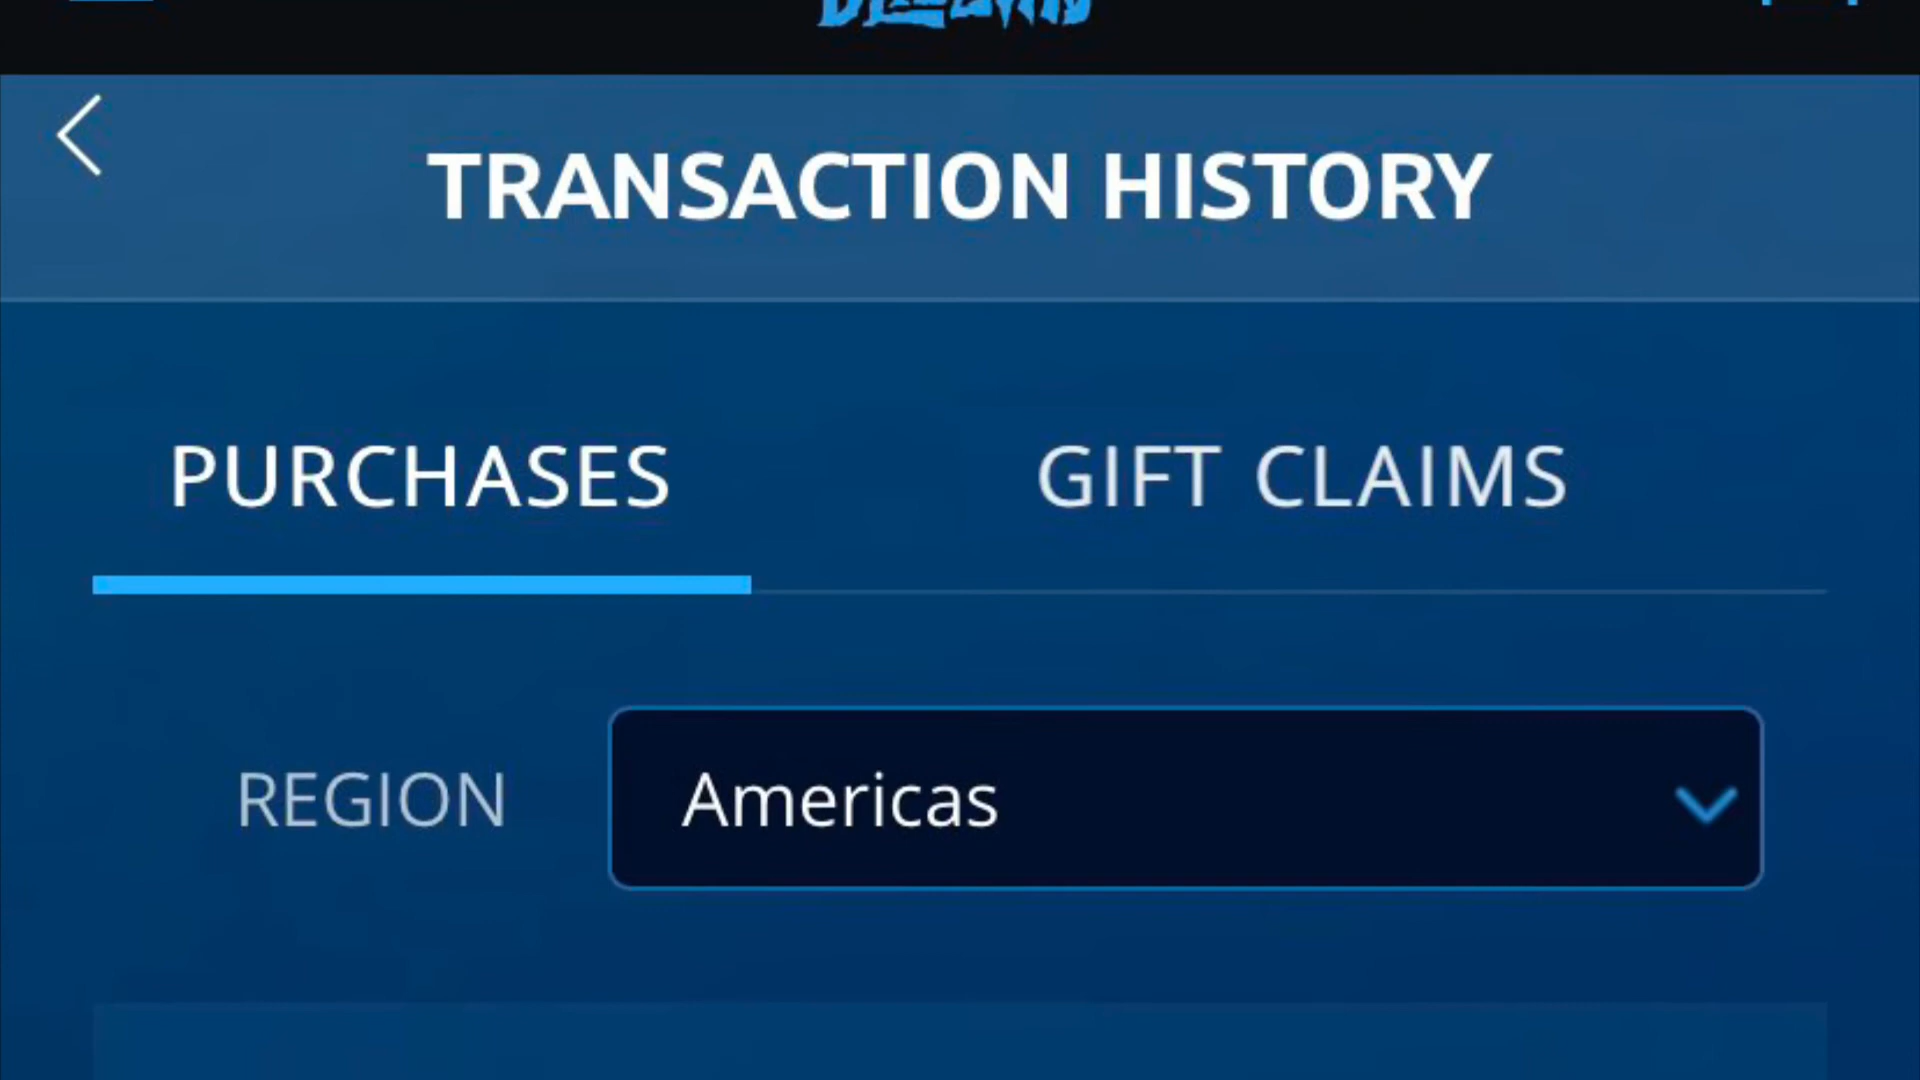 TRANSACTION HISTORY
PURCHASES
GIFT CLAIMS
REGION
Americas